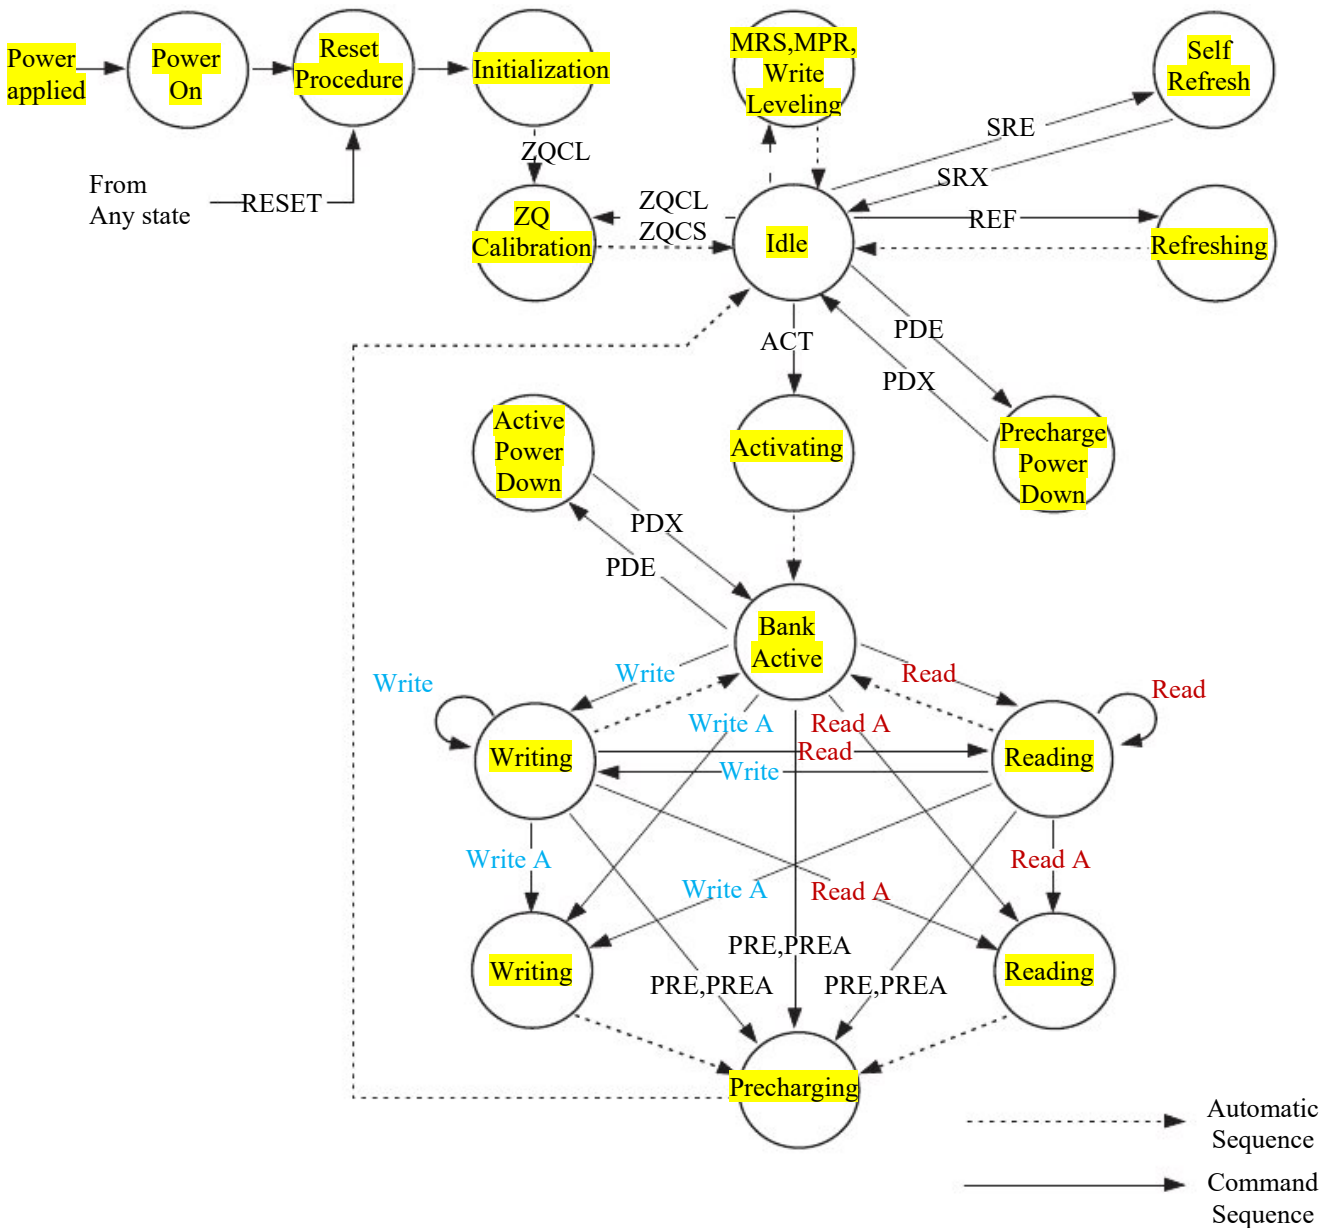 Power
applied
Power
On
Reset
Procedure
Initialization
MRS,MPR,
Write
Leveling
Self
Refresh
SRE
SRX
ZQCL
From
Any state
RESET
ZQ
Calibration
ZQCL
ZQCS
Idle
REF
Refreshing
ACT
PDE
PDX
Active
Power
Down
Activating
Precharge
Power
Down
PDX
PDE
Bank
Active
Write
Write
Read
Read
Write A
Read A
Writing
Read
Write
Reading
Write A
Write A
Read A
Read A
PRE,PREA
Writing
PRE,PREA
PRE,PREA
Reading
Precharging
Automatic
Sequence
Command
Sequence